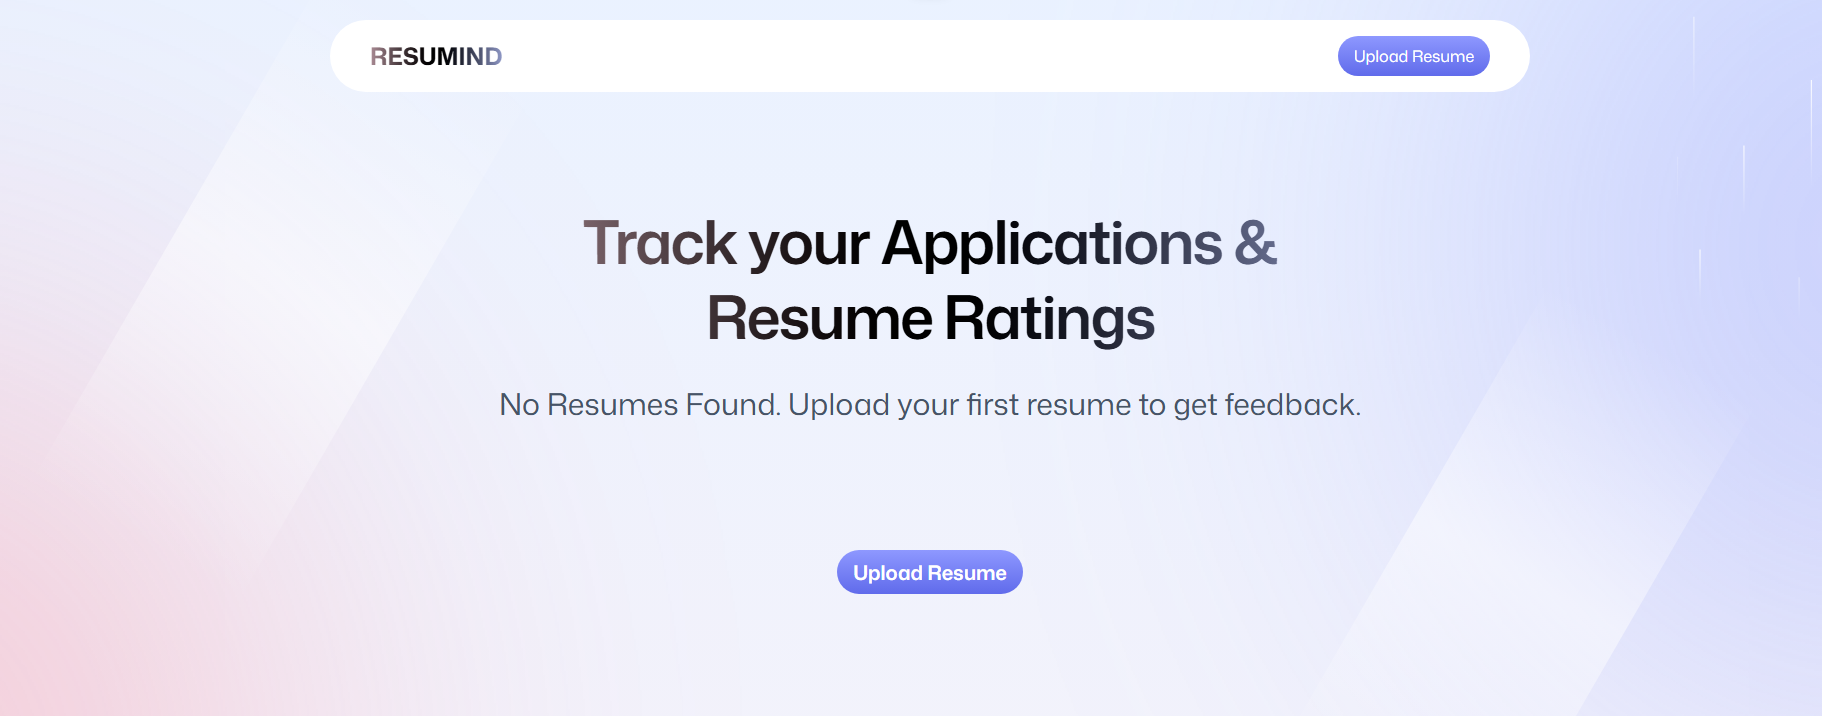 RESUMIND
Upload Resume
Track your Applications &
Resume Ratings
No Resumes Found. Upload your first resume to get feedback.
Upload Resume